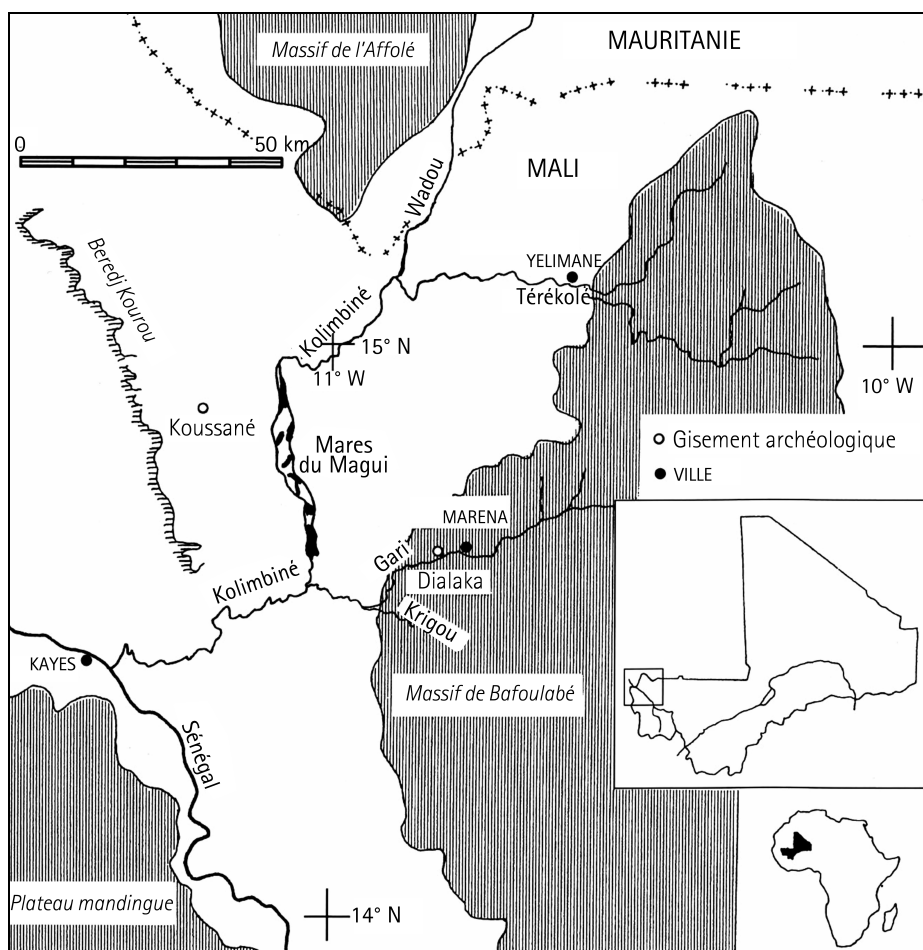 Massif de l'Affolé
MAURITANIE
0
50 km
MALI
Wadou
Beredj Kourou
YELIMANE
Térékolé
Kolimbiné
15° N
11° W
10° W
Koussané
Gisement archéologique
VILLE
Mares
du Magui
MARENA
Gari
Dialaka
Kolimbiné
Krigou
KAYES
Massif de Bafoulabé
Sénégal
Plateau mandingue
14° N